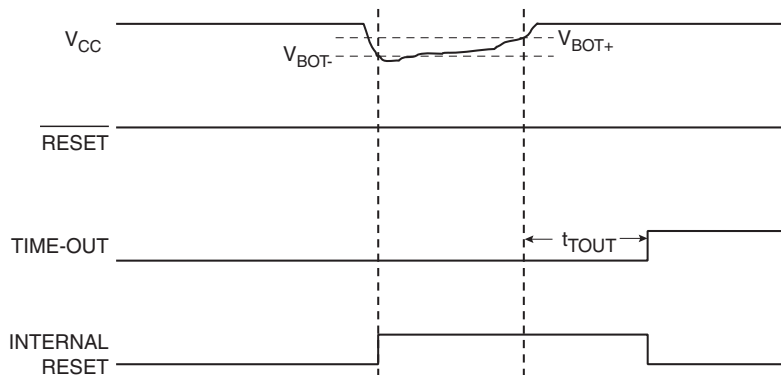 VCC
VBOT-
VBOT+
RESET
TIME-OUT
tTOUT
INTERNAL
RESET